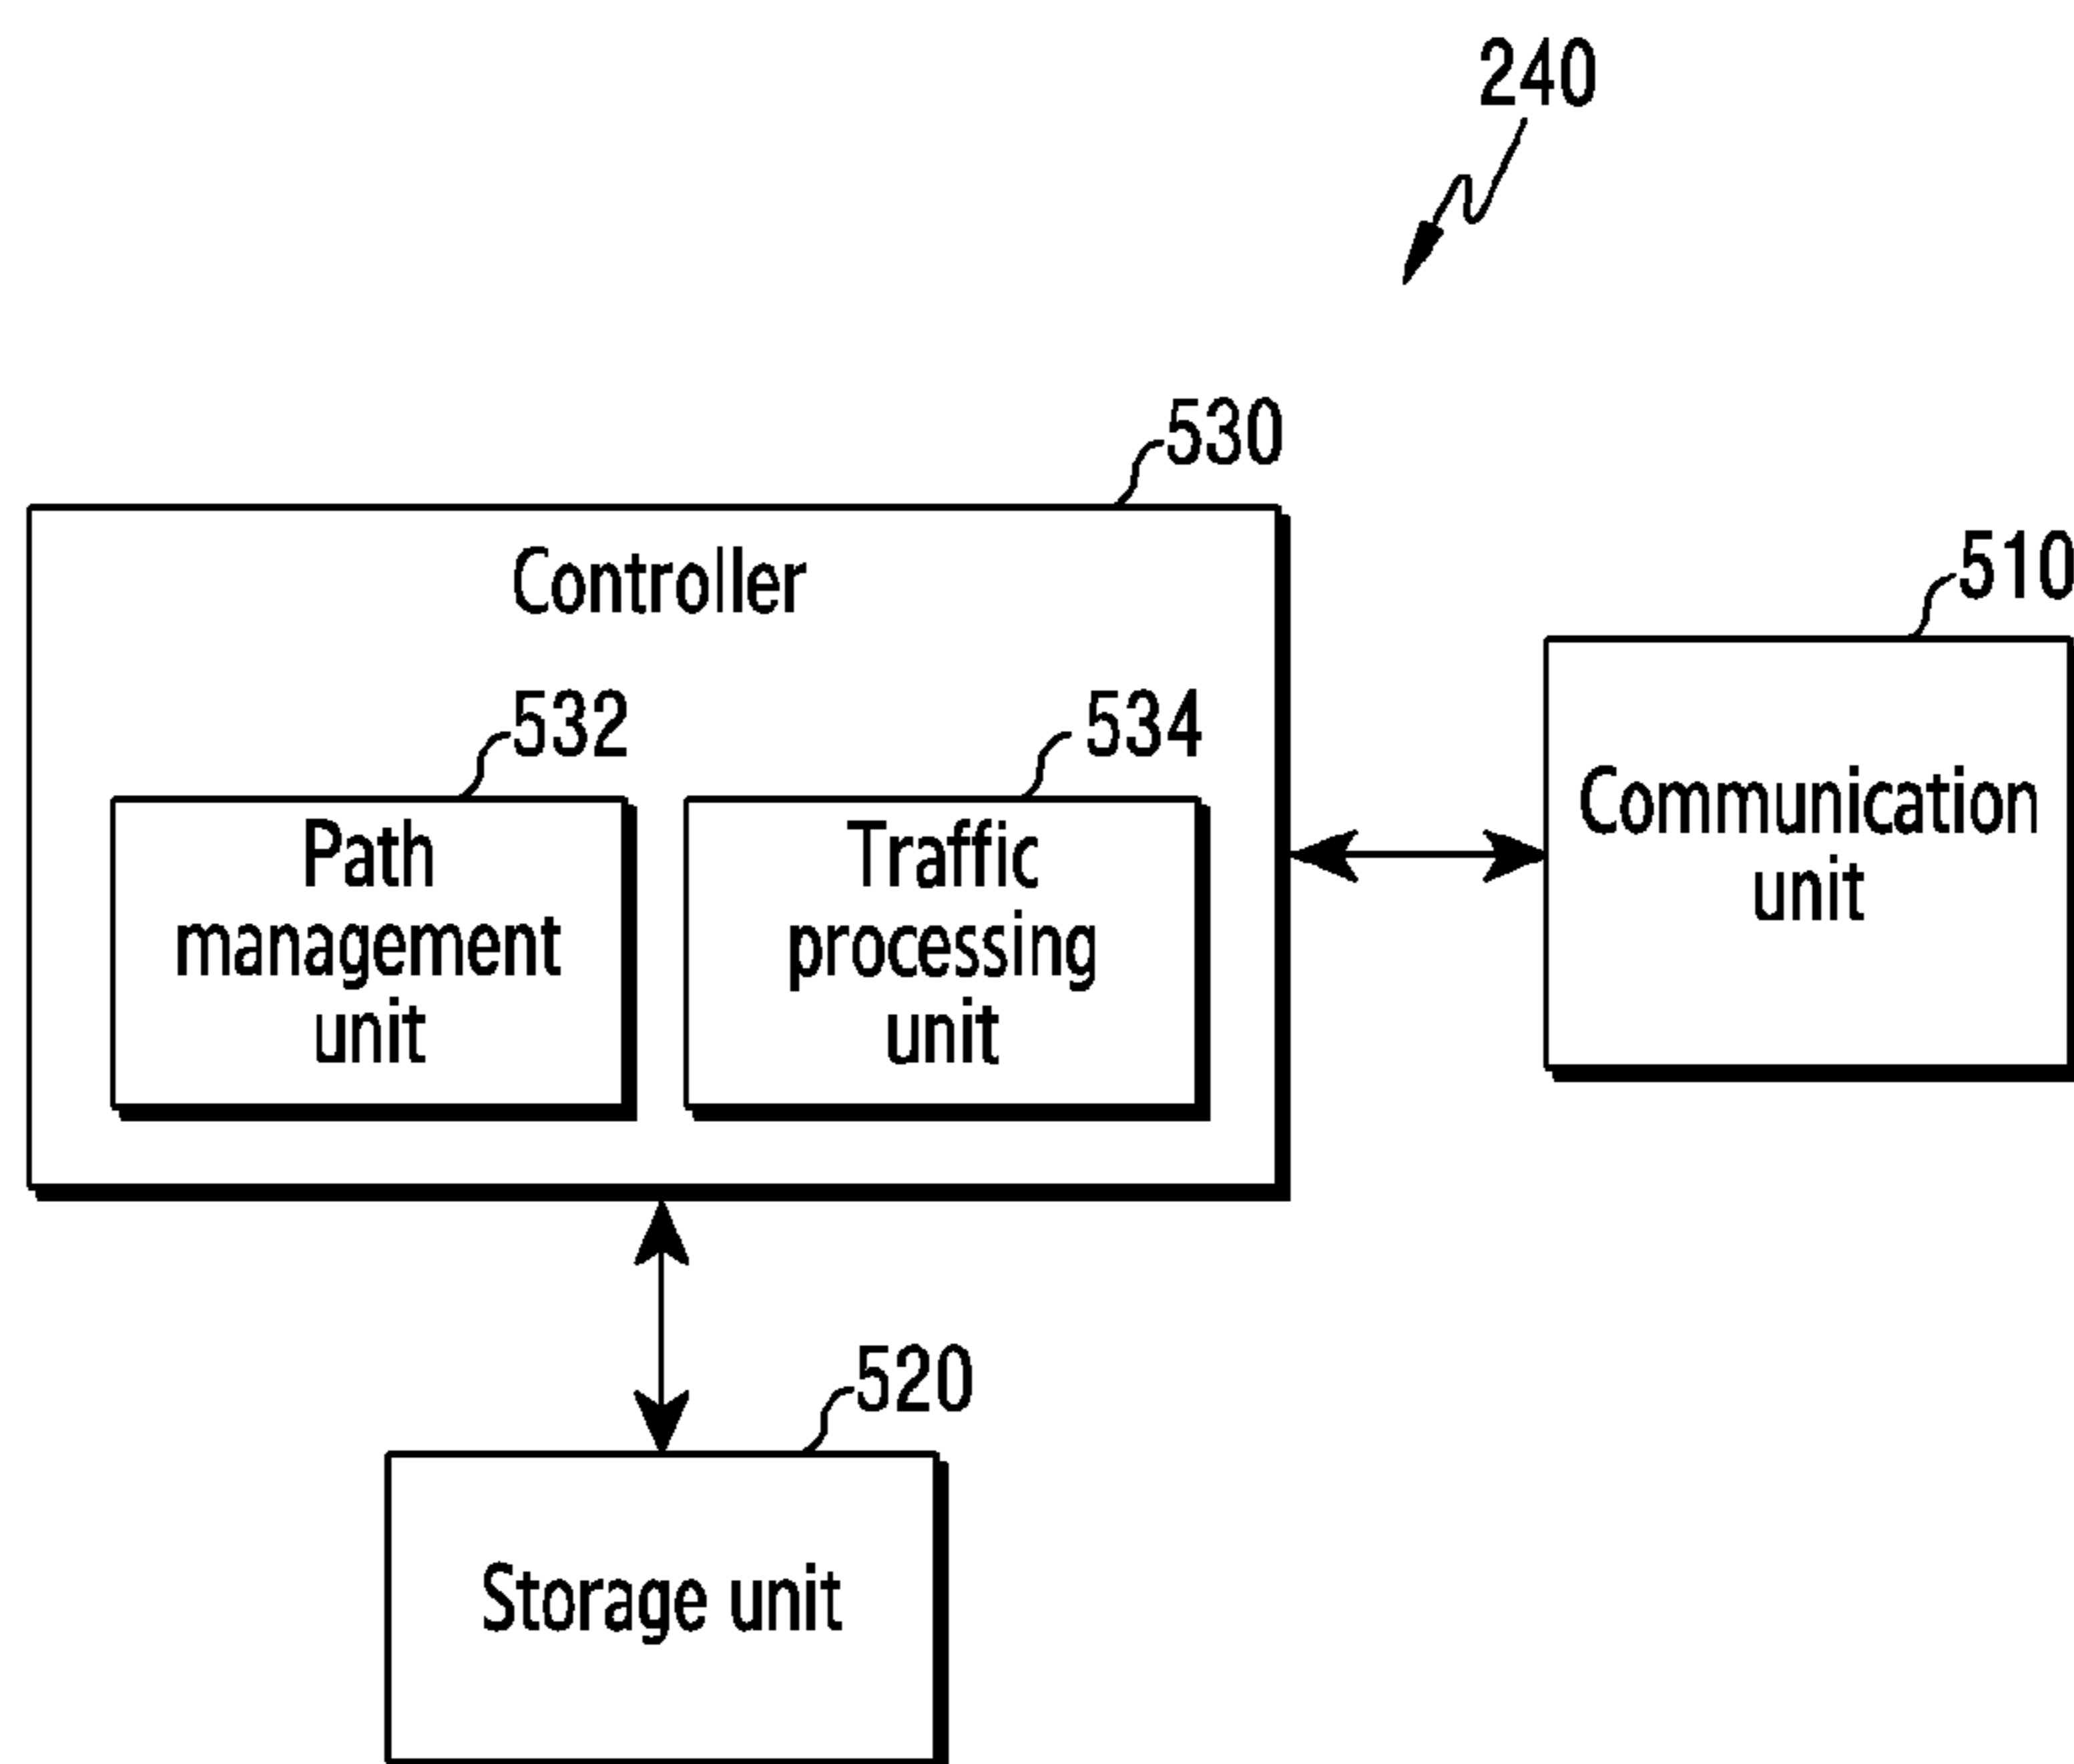 240
530
Controller
510
532
534
Path
management
unit
Traffic
processing
unit
Communication
unit
520
Storage unit